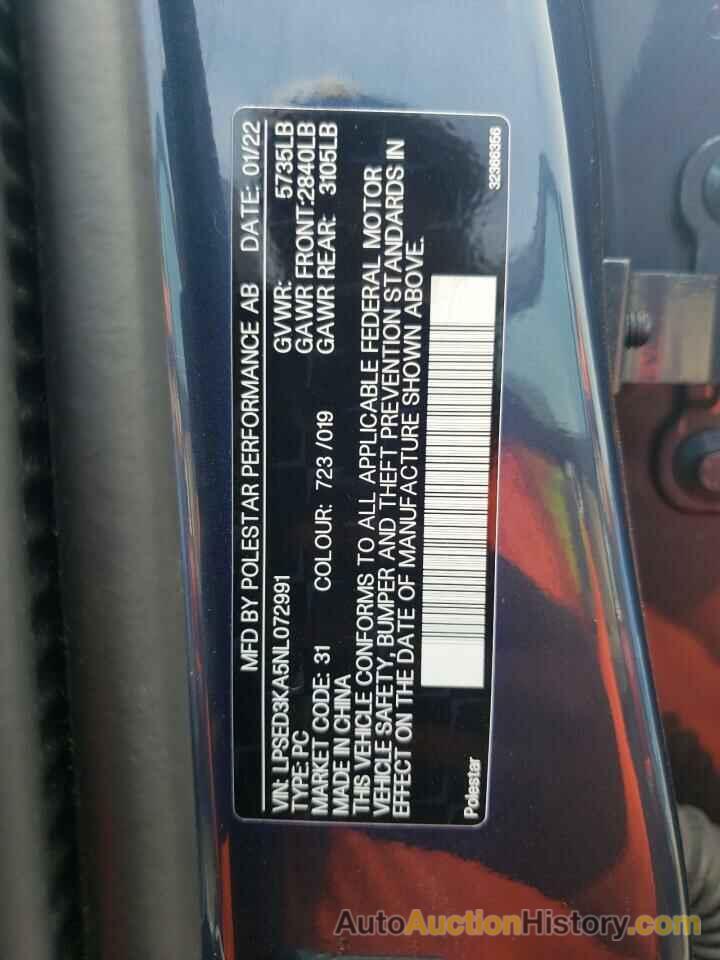 MFD BY POLESTAR PERFORMANCE AB DATE: 01/22
VIN: LPSED3KA5NL072991 GVWR: 5735LB
TYPE: PC GAWR FRONT:2840LB
MARKET CODE: 31 COLOUR: 723 /019 GAWR REAR: 3105LB
MADE IN CHINA
THIS VEHICLE CONFORMS TO ALL APPLICABLE FEDERAL MOTOR
VEHICLE SAFETY, BUMPER AND THEFT PREVENTION STANDARDS IN
EFFECT ON THE DATE OF MANUFACTURE SHOWN ABOVE.
Polestar 32366356
AutoAuctionHistory.com